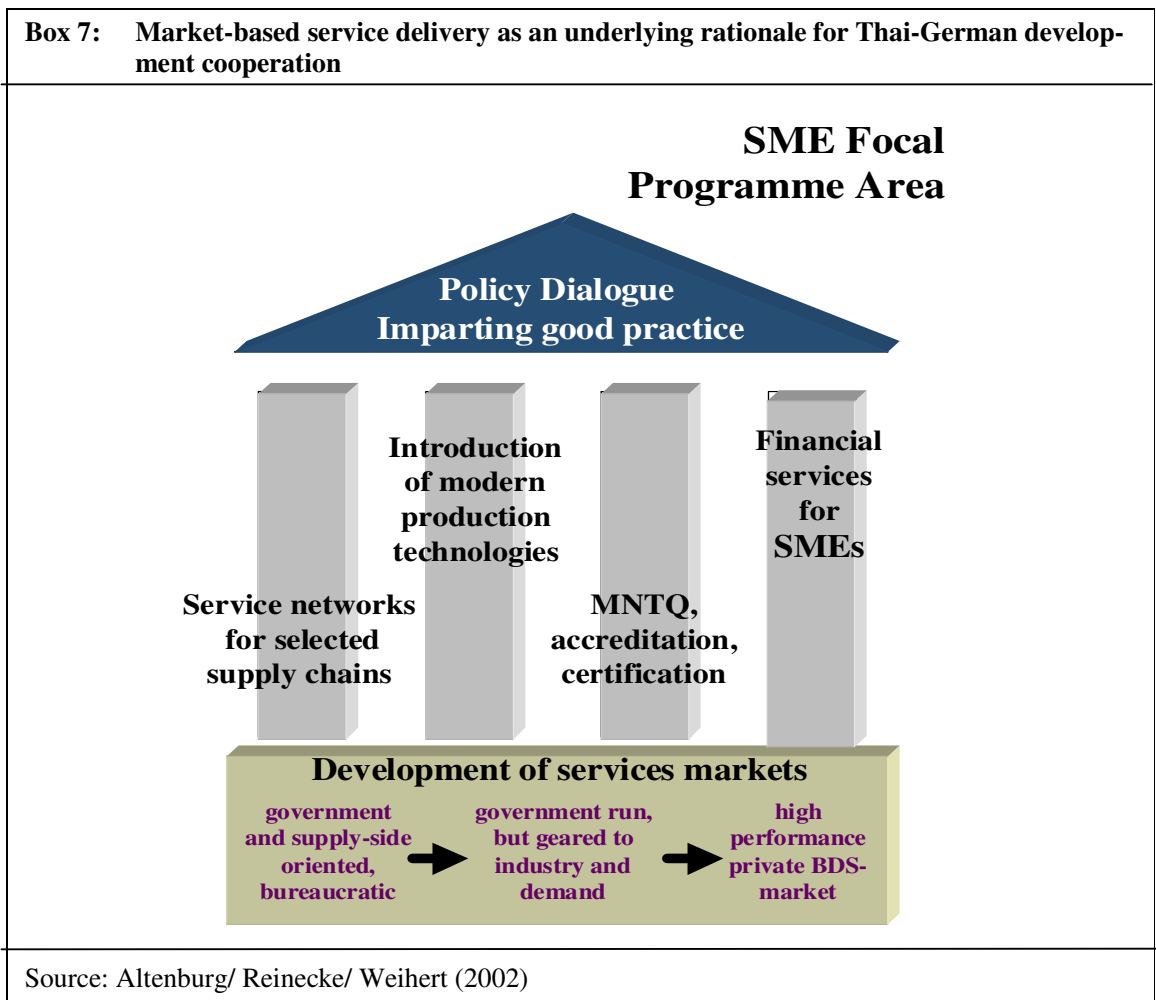 Box 7: Market-based service delivery as an underlying rationale for Thai-German develop-
ment cooperation
SME Focal
Programme Area
Policy Dialogue
Imparting good practice
Service networks
for selected
supply chains
Introduction
of modern
production
technologies
MNTQ,
accreditation,
certification
Financial
services
for
SMEs
Development of services markets
government
and supply-side
oriented,
bureaucratic
government run,
but geared to
industry and
demand
high
performance
private BDS-
market
Source: Altenburg/ Reinecke/ Weihert (2002)